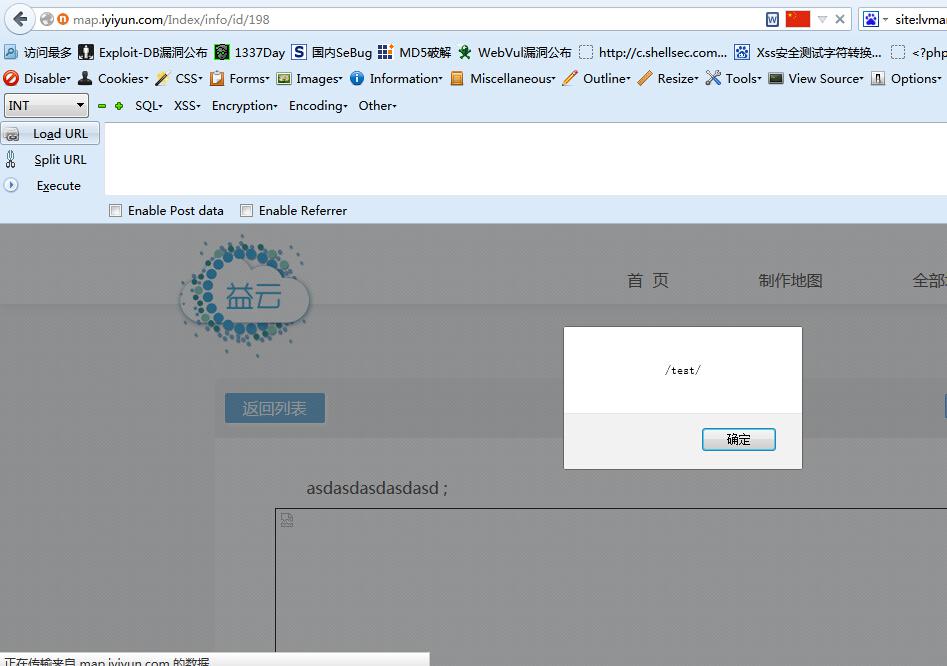 map.iyiyun.com/Index/info/id/198
site:lvma
访问最多 Exploit-DB漏洞公布 1337Day 国内SeBug MD5破解 WebVul漏洞公布 http://c.shellsec.com... Xss安全测试字符转换... <?php
Disable Cookies CSS Forms Images Information Miscellaneous Outline Resize Tools View Source Options
INT SQL XSS Encryption Encoding Other
Load URL
Split URL
Execute
Enable Post data Enable Referrer
益云
首 页 制作地图 全部
/test/
确定
返回列表
asdasdasdasdasd ;
正在传输来自 map.iyiyun.com 的数据